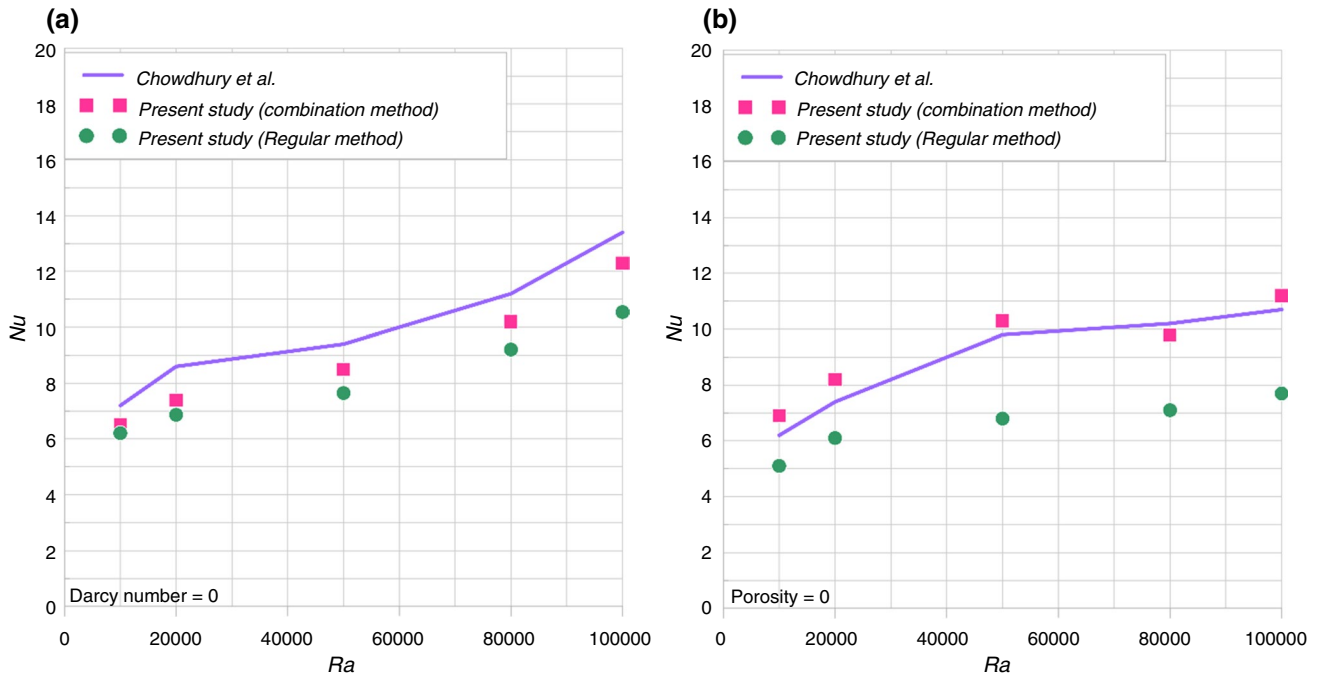 (a)
20
18
16
14
12
10
8
6
4
2
0
Nu
Chowdhury et al.
Present study (combination method)
Present study (Regular method)
Darcy number = 0
0 20000 40000 60000 80000 100000
Ra
(b)
20
18
16
14
12
10
8
6
4
2
0
Nu
Chowdhury et al.
Present study (combination method)
Present study (Regular method)
Porosity = 0
0 20000 40000 60000 80000 100000
Ra